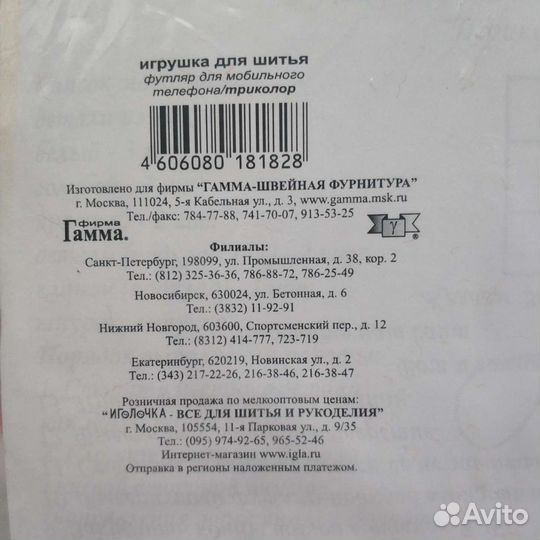 игрушка для шитья
футляр для мобильного
телефона/триколор
4 606080 181828
Изготовлено для фирмы "ГАММА-ШВЕЙНАЯ ФУРНИТУРА"
г. Москва, 111024, 5-я Кабельная ул., д. 3, www.gamma.msk.ru
Тел./факс: 784-77-88, 741-70-07, 913-53-25
фирма
Гамма.
γ ®
Филиалы:
Санкт-Петербург, 198099, ул. Промышленная, д. 38, кор. 2
Тел.: (812) 325-36-36, 786-88-72, 786-25-49
Новосибирск, 630024, ул. Бетонная, д. 6
Тел.: (3832) 11-92-91
Нижний Новгород, 603600, Спортсменский пер., д. 12
Тел.: (8312) 414-777, 723-719
Екатеринбург, 620219, Новинская ул., д. 2
Тел.: (343) 217-22-26, 216-38-46, 216-38-47
Розничная продажа по мелкооптовым ценам:
"ИГОЛОЧКА - ВСЕ ДЛЯ ШИТЬЯ И РУКОДЕЛИЯ"
г. Москва, 105554, 11-я Парковая ул., д. 9/35
Тел.: (095) 974-92-65, 965-52-46
Интернет-магазин www.igla.ru
Отправка в регионы наложенным платежом.
Avito